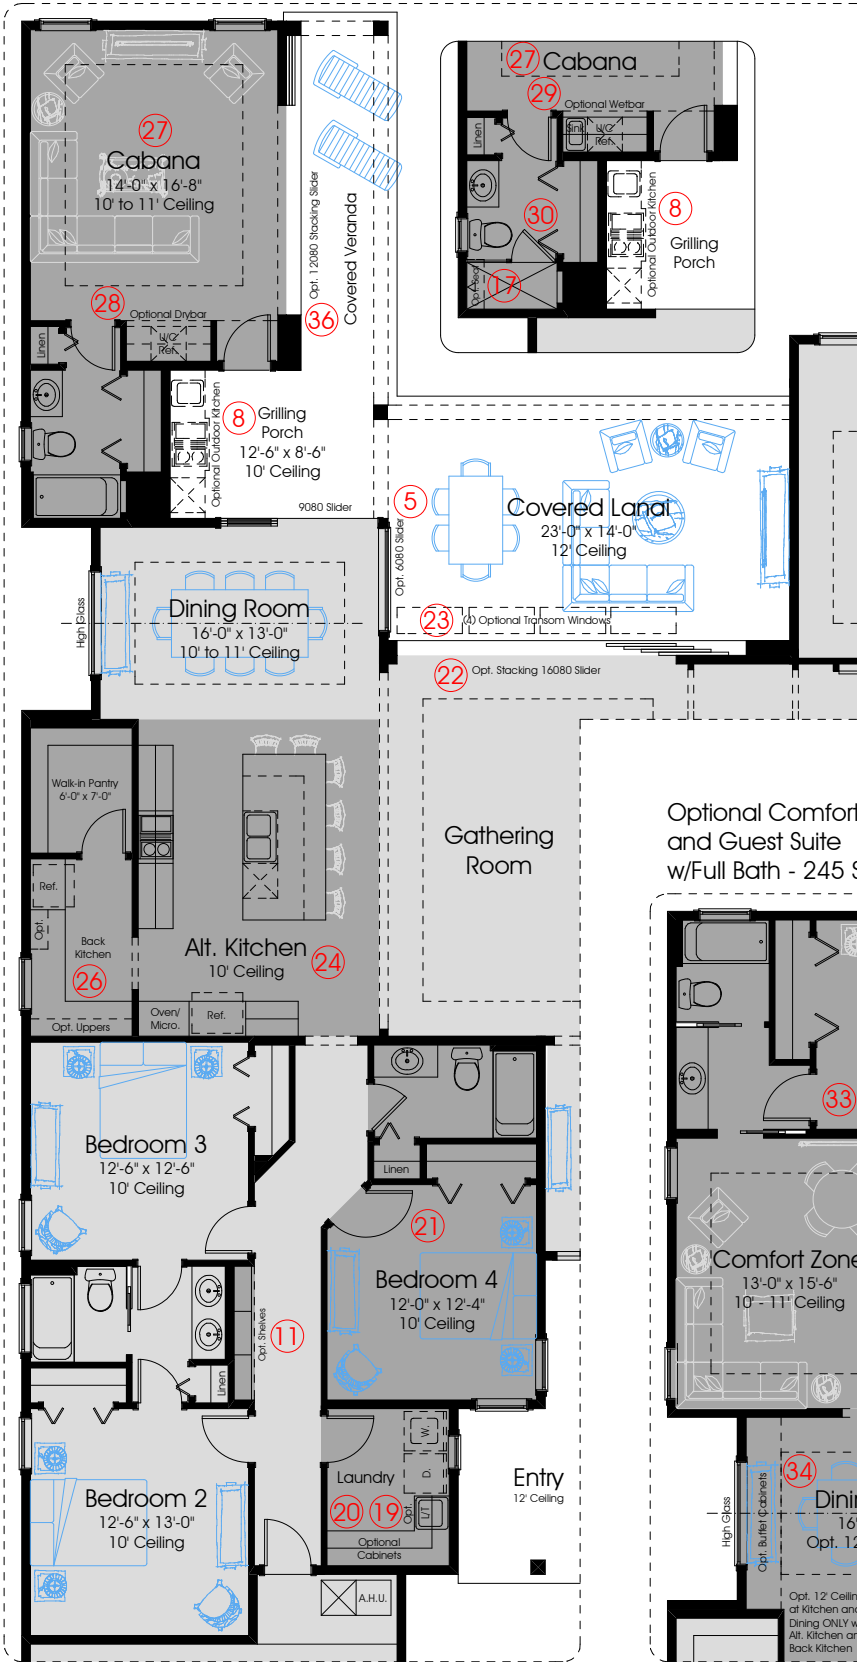 27
Cabana
14'-0" x 16'-8"
10' to 11' Ceiling
Opt. 12080 Stacking Slider
Covered Veranda
28
36
Optional Drybar
U/C
Ref.
Linen
Optional Outdoor Kitchen
8
Grilling
Porch
12'-6" x 8'-6"
10' Ceiling
9080 Slider
27
Cabana
29
Optional Wetbar
Linen
Sink
U/C
Ref.
30
17
Opt. Seat
Optional Outdoor Kitchen
8
Grilling
Porch
5
Opt. 6080 Slider
Covered Lanai
23'-0" x 14'-0"
12' Ceiling
23
(4) Optional Transom Windows
22
Opt. Stacking 16080 Slider
High Glass
Dining Room
16'-0" x 13'-0"
10' to 11' Ceiling
Walk-in Pantry
6'-0" x 7'-0"
Ref.
Opt.
Back
Kitchen
26
Opt. Uppers
Alt. Kitchen
10' Ceiling
24
Oven/
Micro.
Ref.
Gathering
Room
Optional Comfort
and Guest Suite
w/Full Bath - 245 S
Bedroom 3
12'-6" x 12'-6"
10' Ceiling
Linen
21
Bedroom 4
12'-0" x 12'-4"
10' Ceiling
Opt. Shelves
11
Linen
Bedroom 2
12'-6" x 13'-0"
10' Ceiling
W.
D.
Laundry
20
19
Opt.
L/T
Optional
Cabinets
Entry
12' Ceiling
A.H.U.
33
Comfort Zone
13'-0" x 15'-6"
10' - 11' Ceiling
34
High Glass
Opt. Buffet Cabinets
Dinin
16'
Opt. 12'
Opt. 12' Ceilin
at Kitchen and
Dining ONLY w
Alt. Kitchen an
Back Kitchen